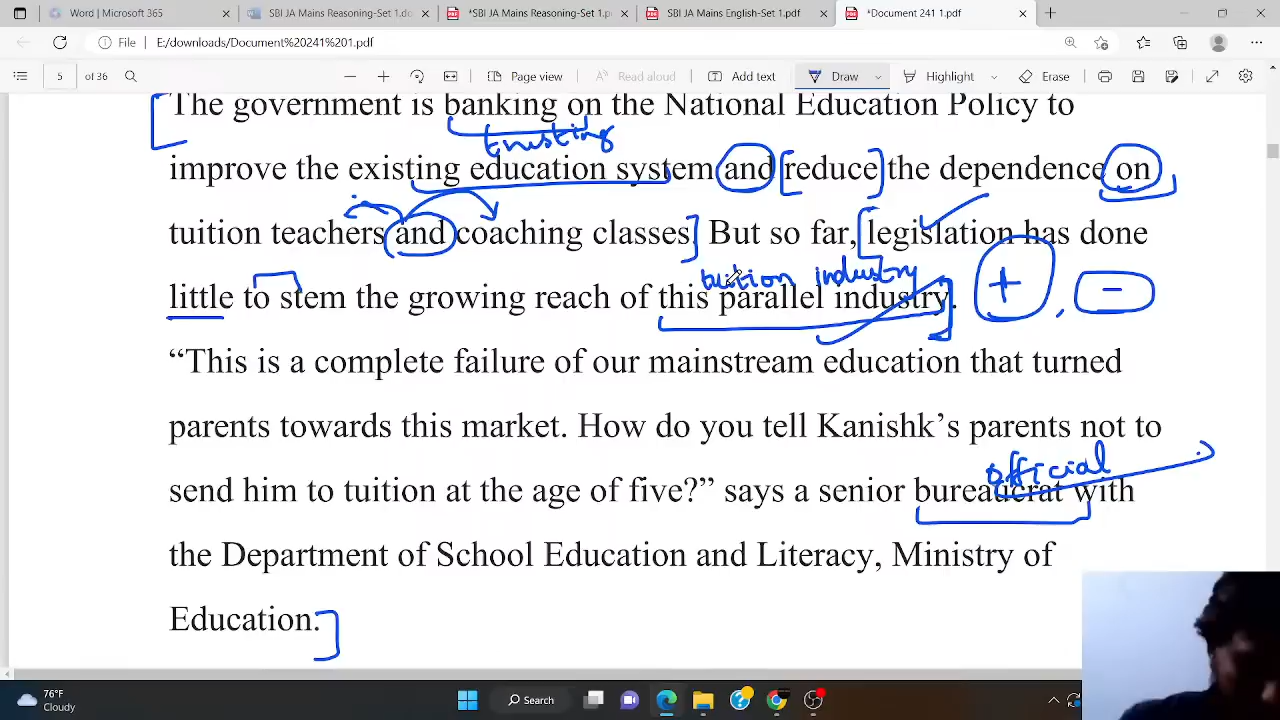 Word | Microsoft 365
SBI JA Mains Reasoning-Set 1.do
*SBI JA Mains Reasoning-Set 1.p
SBI JA Mains English-Set 1.pdf
*Document 241 1.pdf
File
E:/downloads/Document%20241%201.pdf
5 of 36
Page view
Read aloud
Add text
Draw
Highlight
Erase
The government is banking on the National Education Policy to
trusting
improve the existing education system and reduce the dependence on
tuition teachers and coaching classes. But so far, legislation has done
tuition industry
little to stem the growing reach of this parallel industry. + , -
“This is a complete failure of our mainstream education that turned
parents towards this market. How do you tell Kanishk’s parents not to
official
send him to tuition at the age of five?” says a senior bureaucrat with
the Department of School Education and Literacy, Ministry of
Education.
76°F
Cloudy
Search